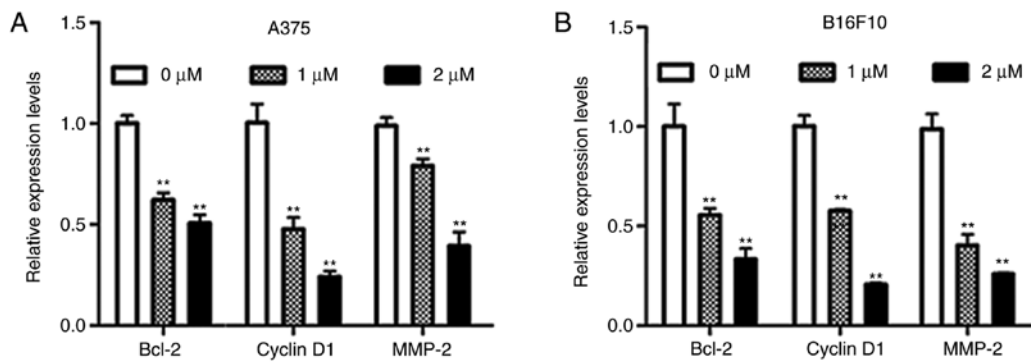 A
A375
1.5
0 µM
1 µM
2 µM
1.0
**
**
**
**
**
**
0.5
0.0
Relative expression levels
Bcl-2
Cyclin D1
MMP-2
B
B16F10
1.5
0 µM
1 µM
2 µM
1.0
**
**
**
**
**
**
0.5
0.0
Relative expression levels
Bcl-2
Cyclin D1
MMP-2